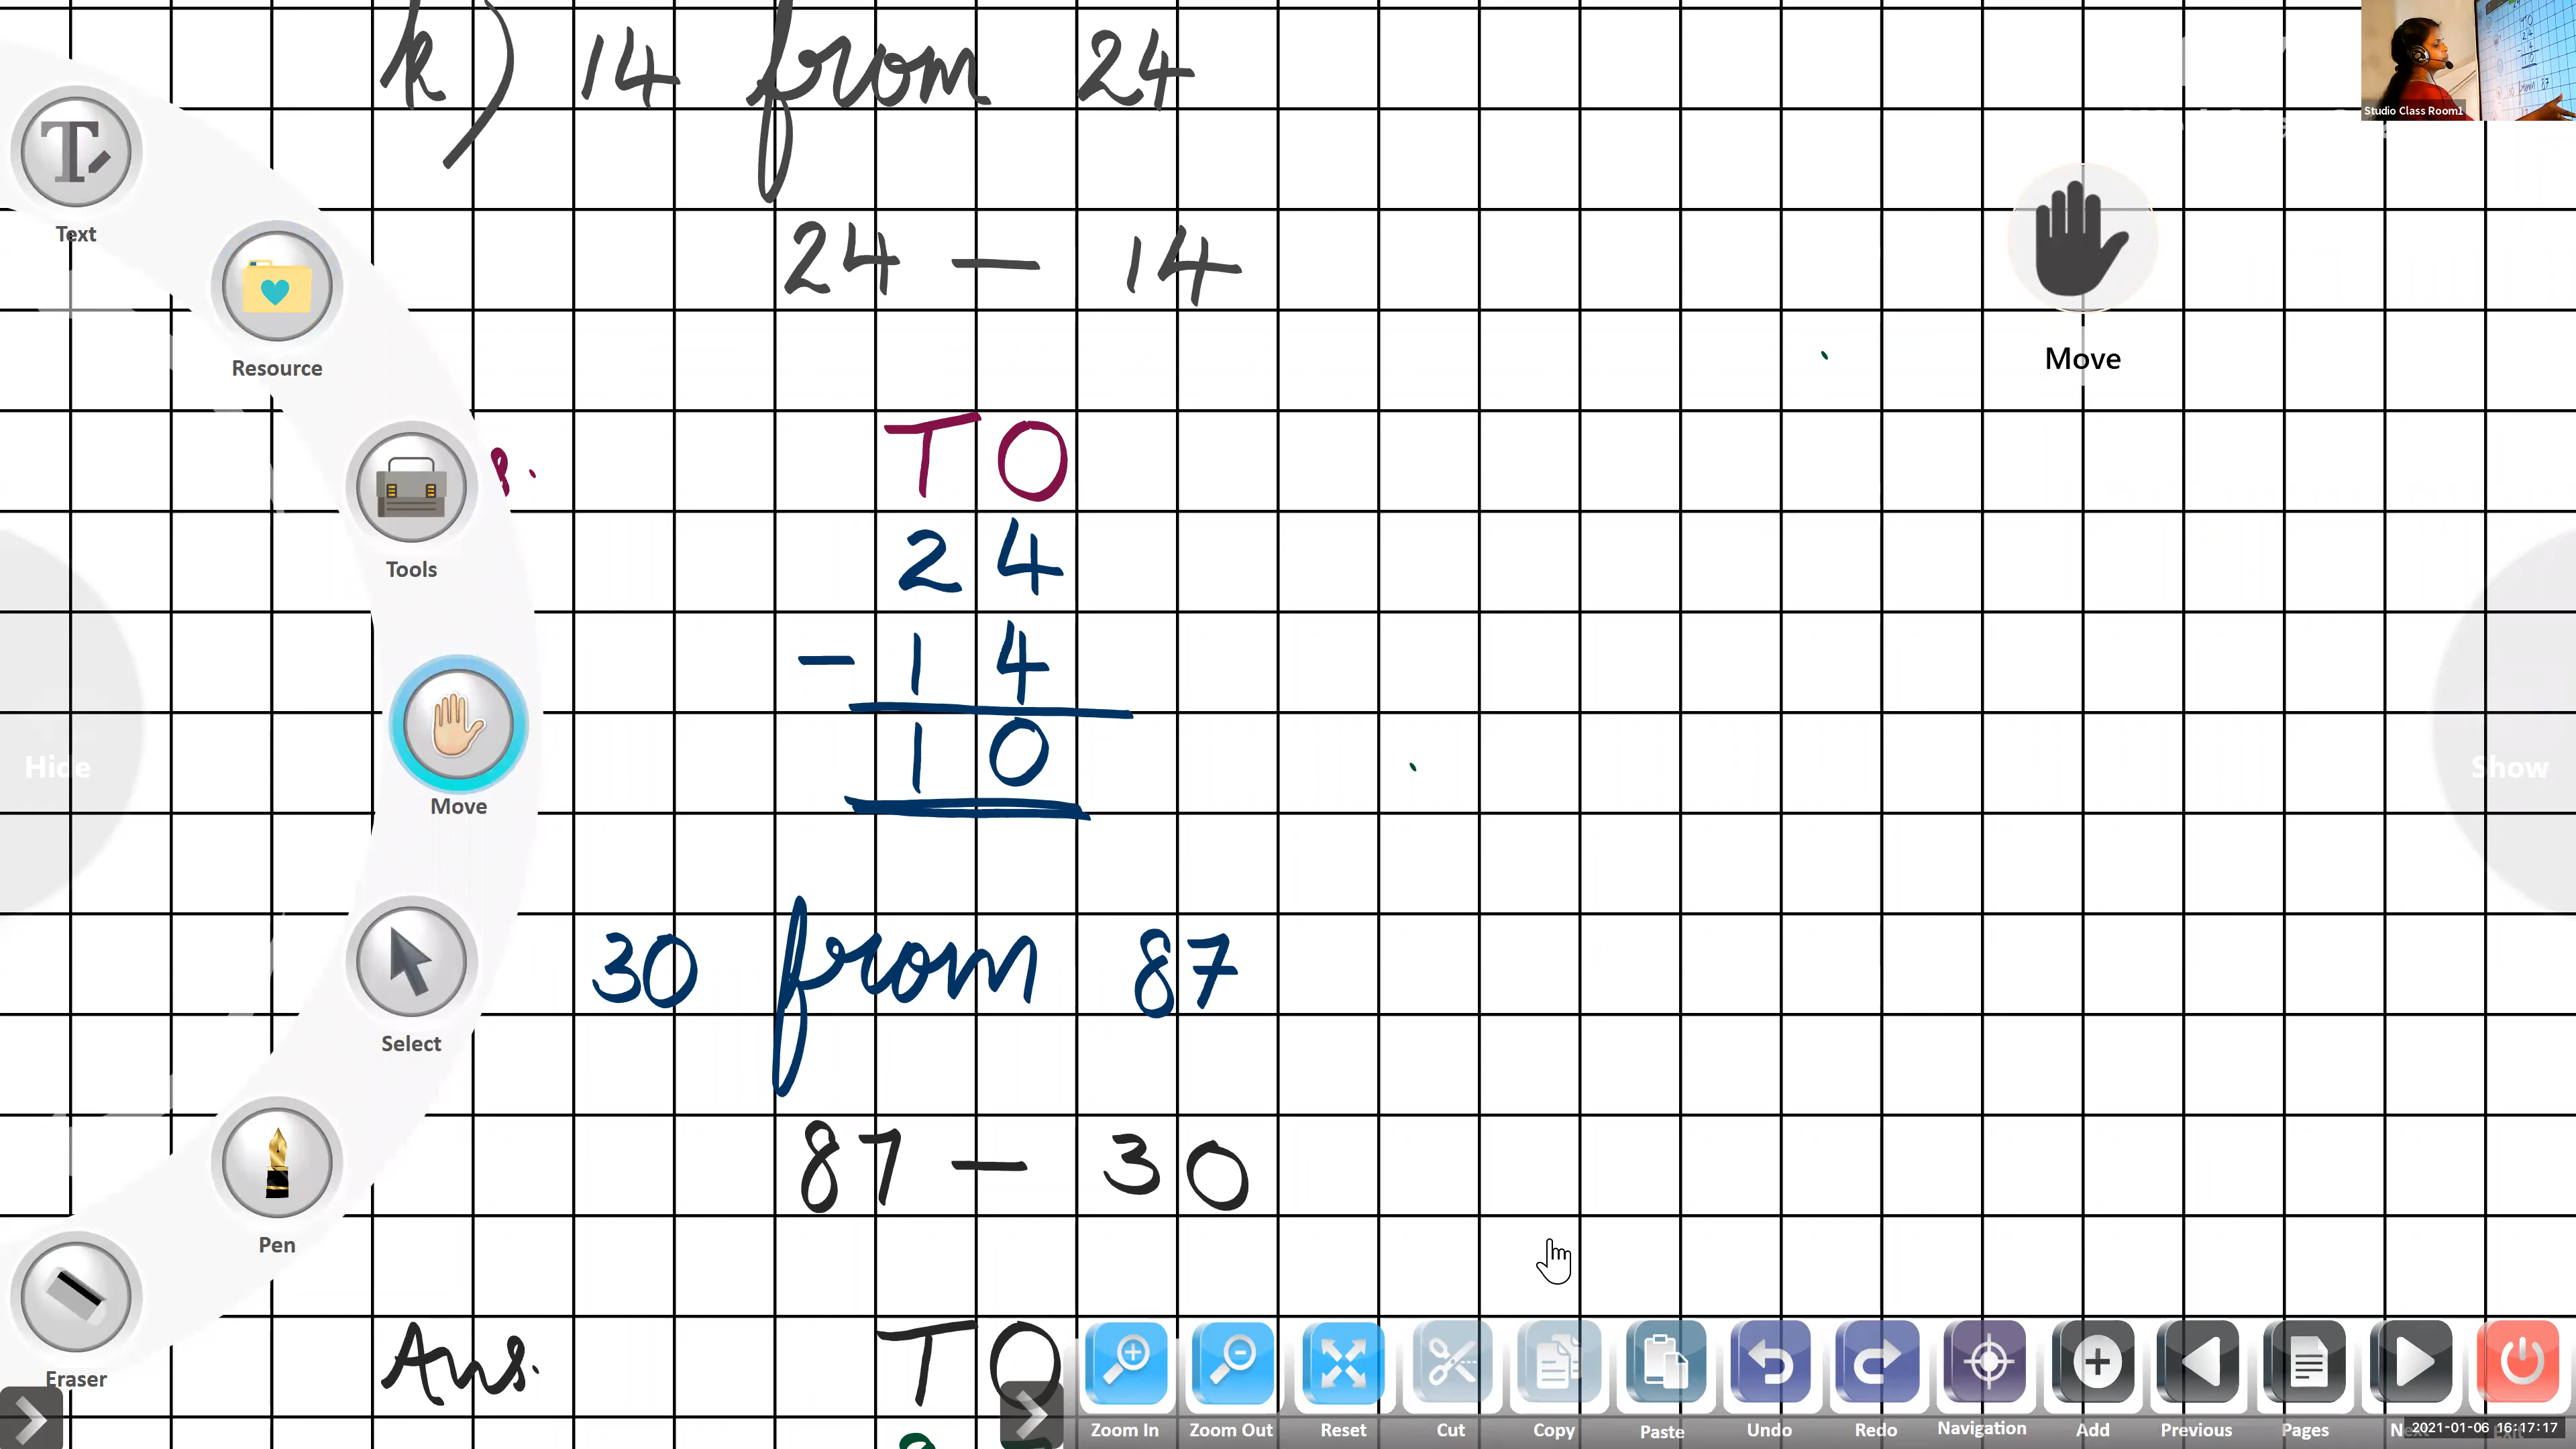 k) 14 from 24
24 - 14
T O
2 4
- 1 4
1 0
30 from 87
87 - 30
Ans. T O
Text
Resource
Tools
Move
Select
Pen
Eraser
Hide
Show
Move
Studio Class Room1
Zoom In
Zoom Out
Reset
Cut
Copy
Paste
Undo
Redo
Navigation
Add
Previous
Pages
2021-01-06 16:17:17